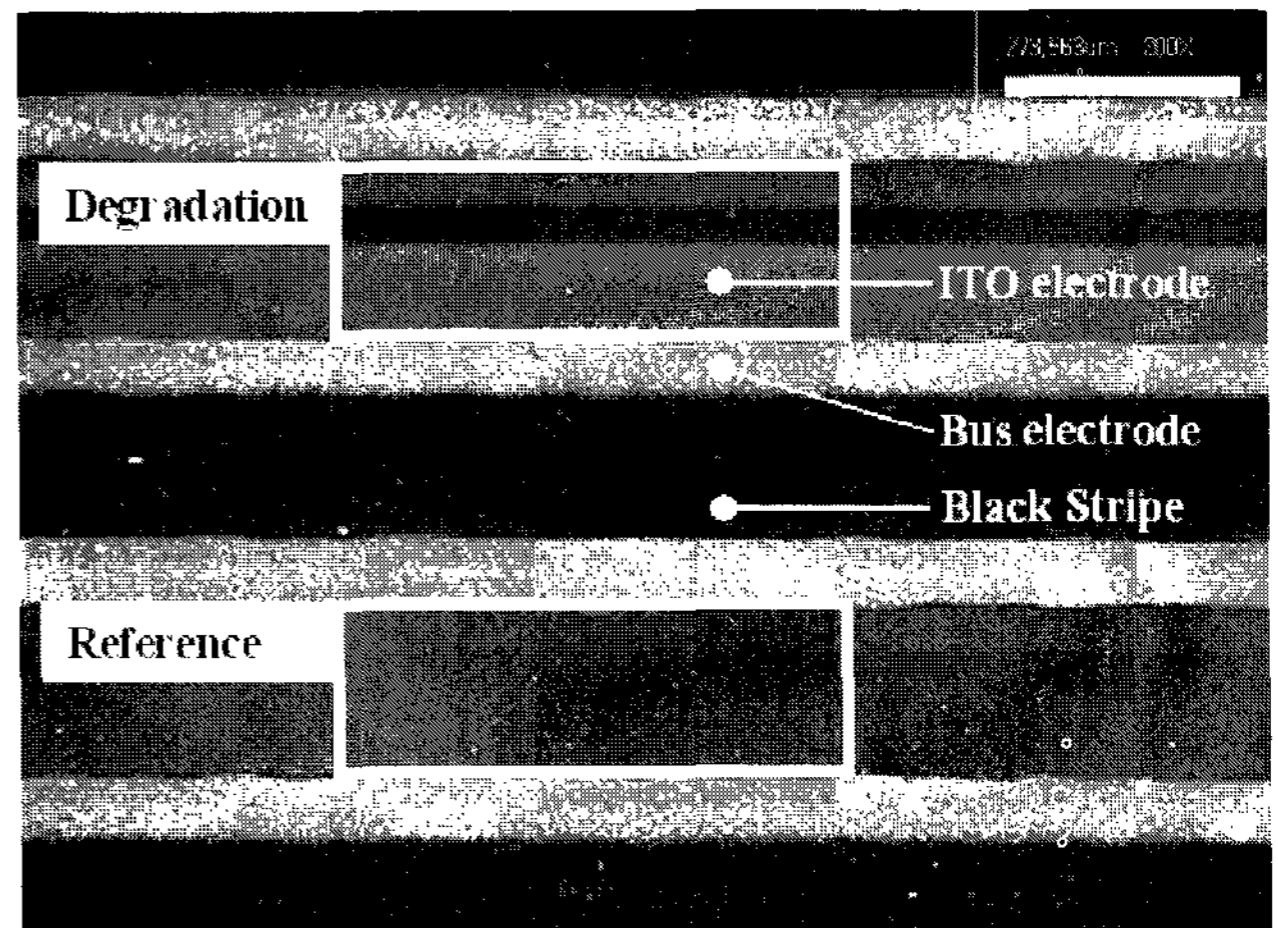 Degradation
ITO electrode
Bus electrode
Black Stripe
Reference